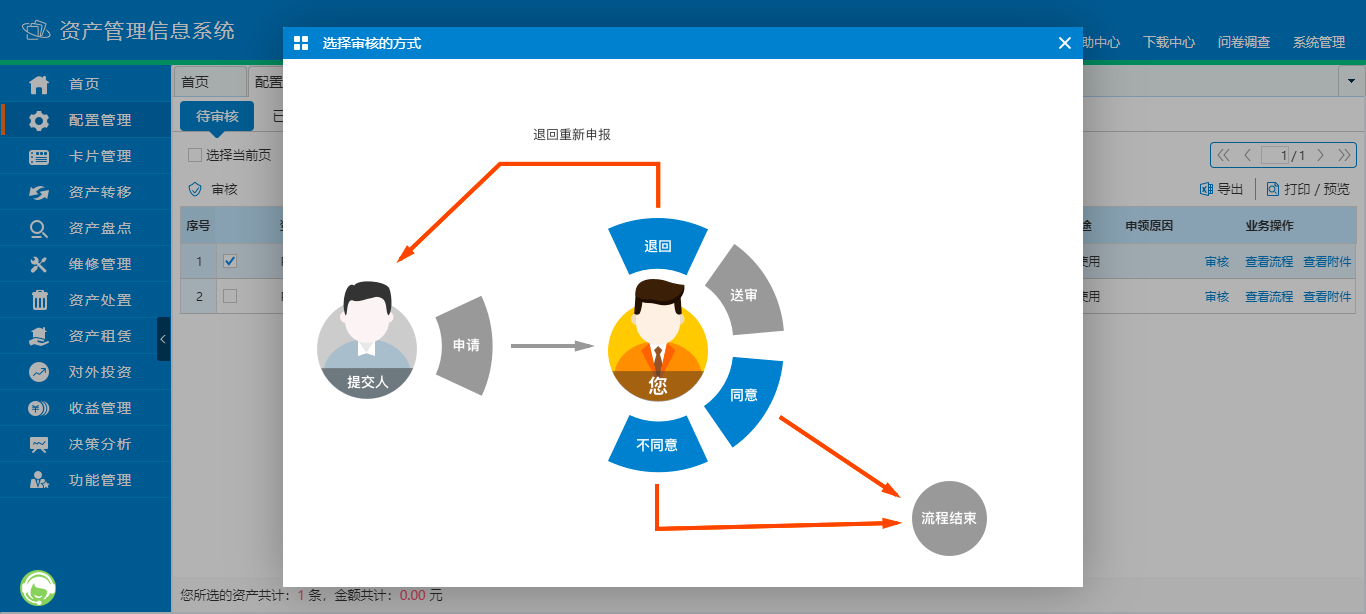 资产管理信息系统
助中心 下载中心 问卷调查 系统管理
选择审核的方式
首页
配置管理
卡片管理
资产转移
资产盘点
维修管理
资产处置
资产租赁
对外投资
收益管理
决策分析
功能管理
首页 配置
待审核 已
选择当前页 1 / 1
审核 导出 打印 / 预览
序号 途 申领原因 业务操作
1 使用 审核 查看流程 查看附件
2 使用 审核 查看流程 查看附件
退回重新申报
退回
送审
申请
提交人
您
同意
不同意
流程结束
您所选的资产共计：1 条，金额共计：0.00 元